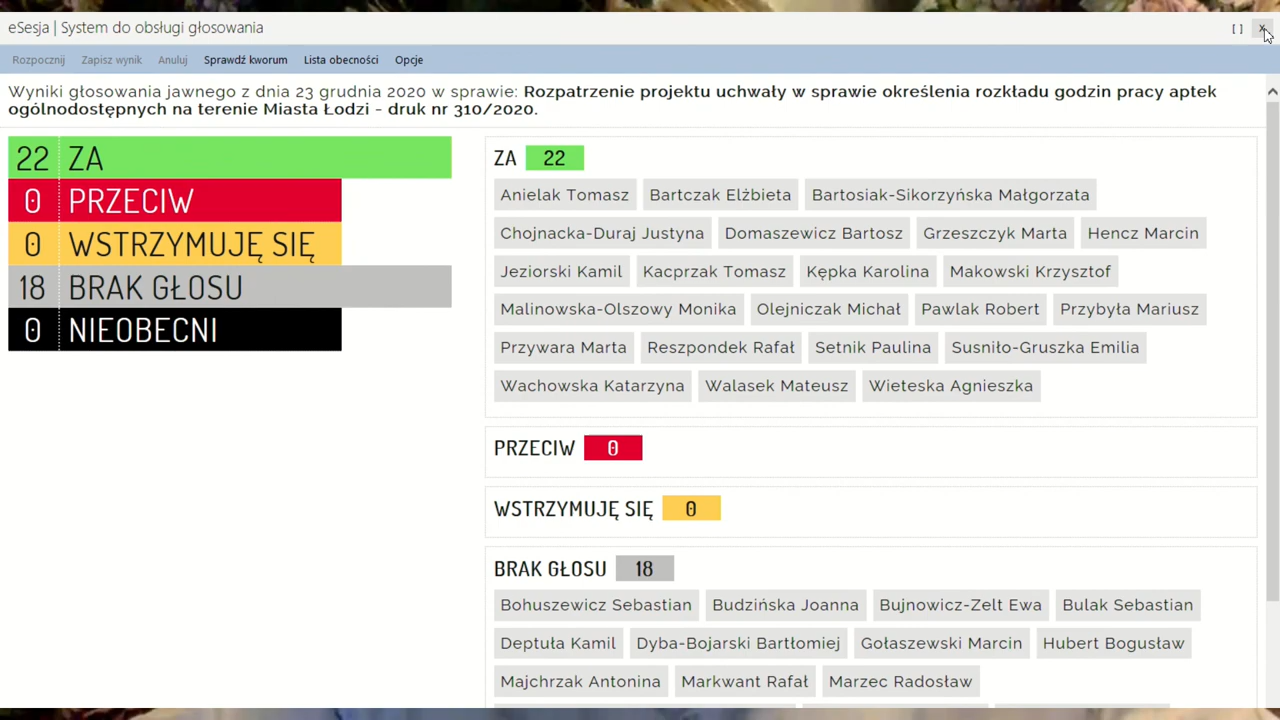 eSesja | System do obsługi głosowania
[ ] X
Rozpocznij Zapisz wynik Anuluj Sprawdź kworum Lista obecności Opcje
Wyniki głosowania jawnego z dnia 23 grudnia 2020 w sprawie: Rozpatrzenie projektu uchwały w sprawie określenia rozkładu godzin pracy aptek
ogólnodostępnych na terenie Miasta Łodzi - druk nr 310/2020.
22 ZA
0 PRZECIW
0 WSTRZYMUJĘ SIĘ
18 BRAK GŁOSU
0 NIEOBECNI
ZA 22
Anielak Tomasz Bartczak Elżbieta Bartosiak-Sikorzyńska Małgorzata
Chojnacka-Duraj Justyna Domaszewicz Bartosz Grzeszczyk Marta Hencz Marcin
Jeziorski Kamil Kacprzak Tomasz Kępka Karolina Makowski Krzysztof
Malinowska-Olszowy Monika Olejniczak Michał Pawlak Robert Przybyła Mariusz
Przywara Marta Reszpondek Rafał Setnik Paulina Susniło-Gruszka Emilia
Wachowska Katarzyna Walasek Mateusz Wieteska Agnieszka
PRZECIW 0
WSTRZYMUJĘ SIĘ 0
BRAK GŁOSU 18
Bohuszewicz Sebastian Budzińska Joanna Bujnowicz-Zelt Ewa Bulak Sebastian
Deptuła Kamil Dyba-Bojarski Bartłomiej Gołaszewski Marcin Hubert Bogusław
Majchrzak Antonina Markwant Rafał Marzec Radosław